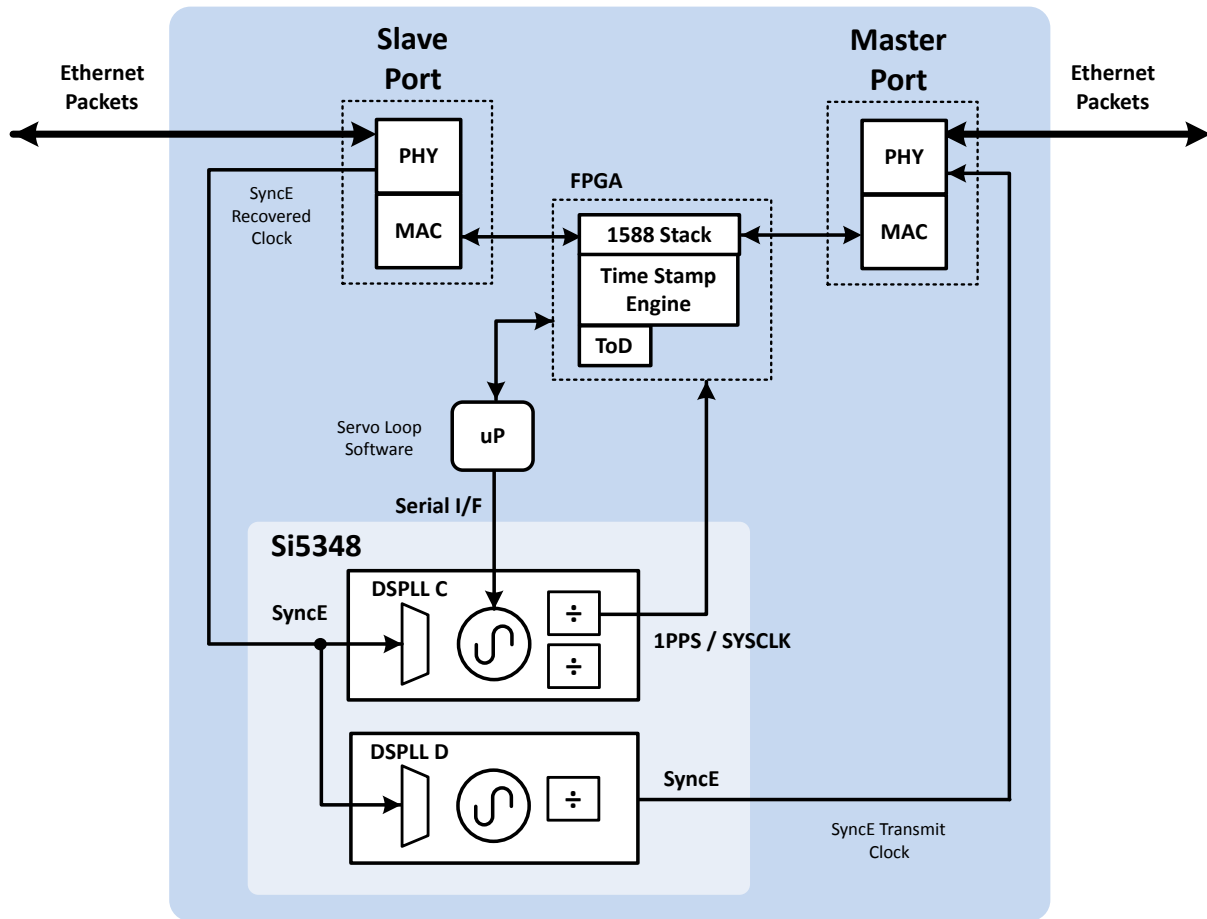 Slave
Port
Master
Port
Ethernet
Packets
Ethernet
Packets
PHY
MAC
SyncE
Recovered
Clock
FPGA
1588 Stack
Time Stamp
Engine
ToD
PHY
MAC
Servo Loop
Software
uP
Serial I/F
Si5348
DSPLL C
SyncE
÷
÷
1PPS / SYSCLK
DSPLL D
÷
SyncE
SyncE Transmit
Clock